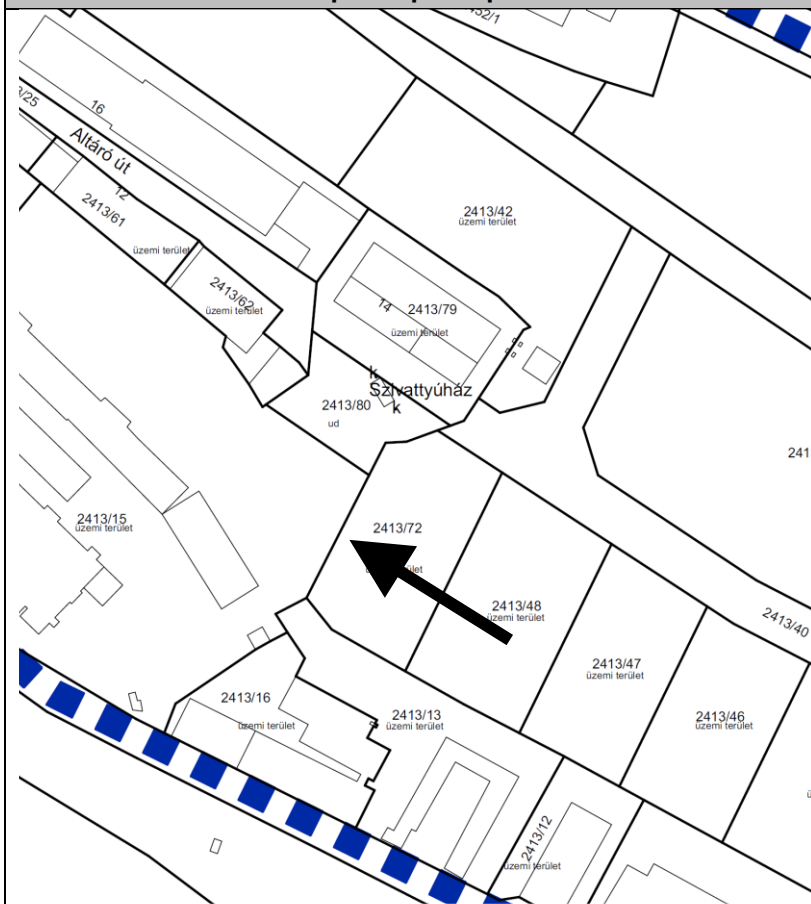 452/1
3/25
16
Altáró út
12
2413/61
üzemi terület
2413/62
üzemi terület
2413/42
üzemi terület
14
2413/79
üzemi terület
k
Szivattyúház
k
2413/80
ud
241
2413/15
üzemi terület
2413/72
2413/48
üzemi terület
2413/40
2413/47
üzemi terület
2413/46
üzemi terület
2413/16
üzemi terület
2413/13
üzemi terület
2413/12
üzemi terület